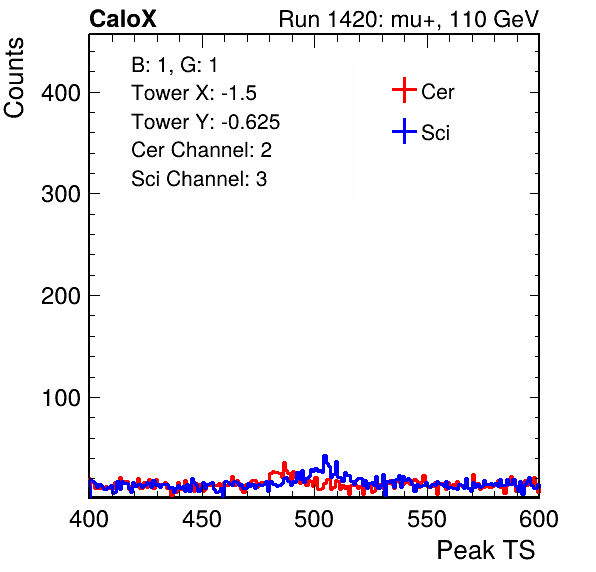 CaloX Run 1420: mu+, 110 GeV
Counts
B: 1, G: 1
Tower X: -1.5
Tower Y: -0.625
Cer Channel: 2
Sci Channel: 3
Cer
Sci
400
300
200
100
400 450 500 550 600
Peak TS